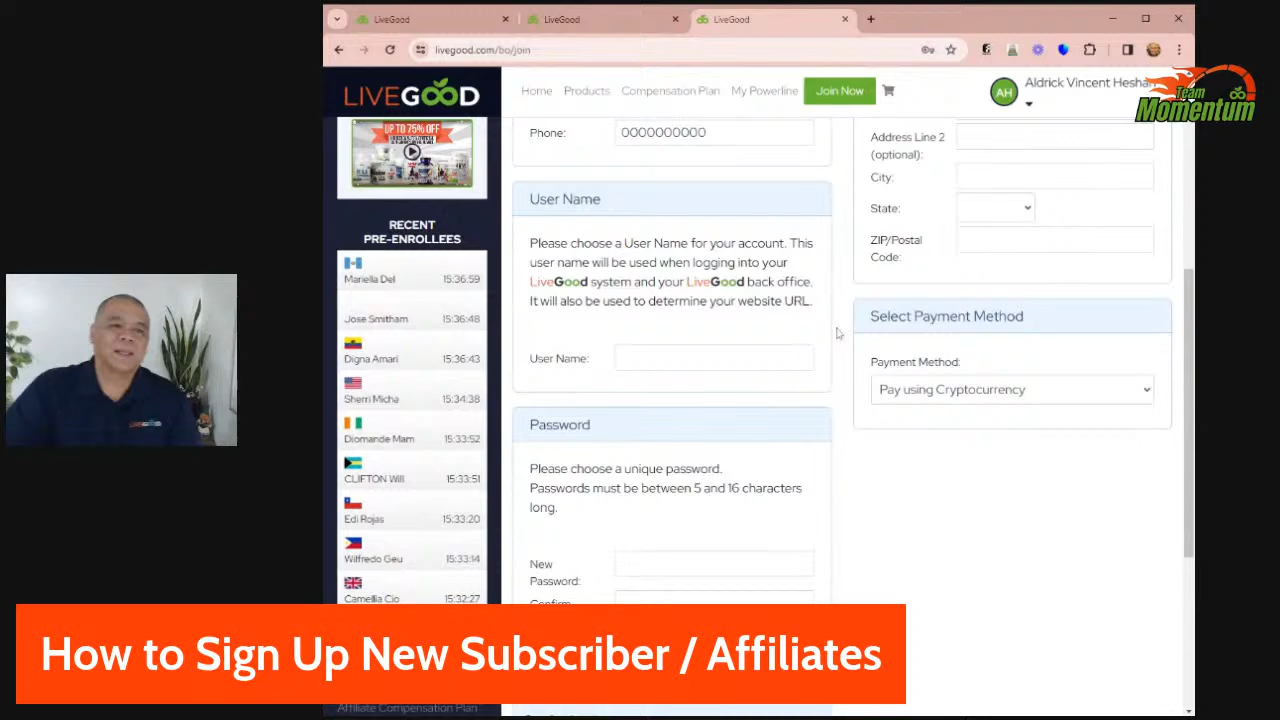 LiveGood
LiveGood
LiveGood
livegood.com/bo/join
LIVEGOOD
Home
Products
Compensation Plan
My Powerline
Join Now
AH
Team
Momentum
UP TO 75% OFF
RECENT
PRE-ENROLLEES
Mariella Del 15:36:59
Jose Smitham 15:36:48
Digna Amari 15:36:43
Sherri Micha 15:34:38
Diomande Mam 15:33:52
CLIFTON Will 15:33:51
Edi Rojas 15:33:20
Wilfredo Geu 15:33:14
Camellia Cio 15:32:27
Affiliate Compensation Plan
Phone: 0000000000
User Name
Please choose a User Name for your account. This
user name will be used when logging into your
LiveGood system and your LiveGood back office.
It will also be used to determine your website URL.
User Name:
Password
Please choose a unique password.
Passwords must be between 5 and 16 characters
long.
New
Password:
Confirm
Aldrick Vincent
Address Line 2
(optional):
City:
State:
ZIP/Postal
Code:
Select Payment Method
Payment Method:
Pay using Cryptocurrency
How to Sign Up New Subscriber / Affiliates